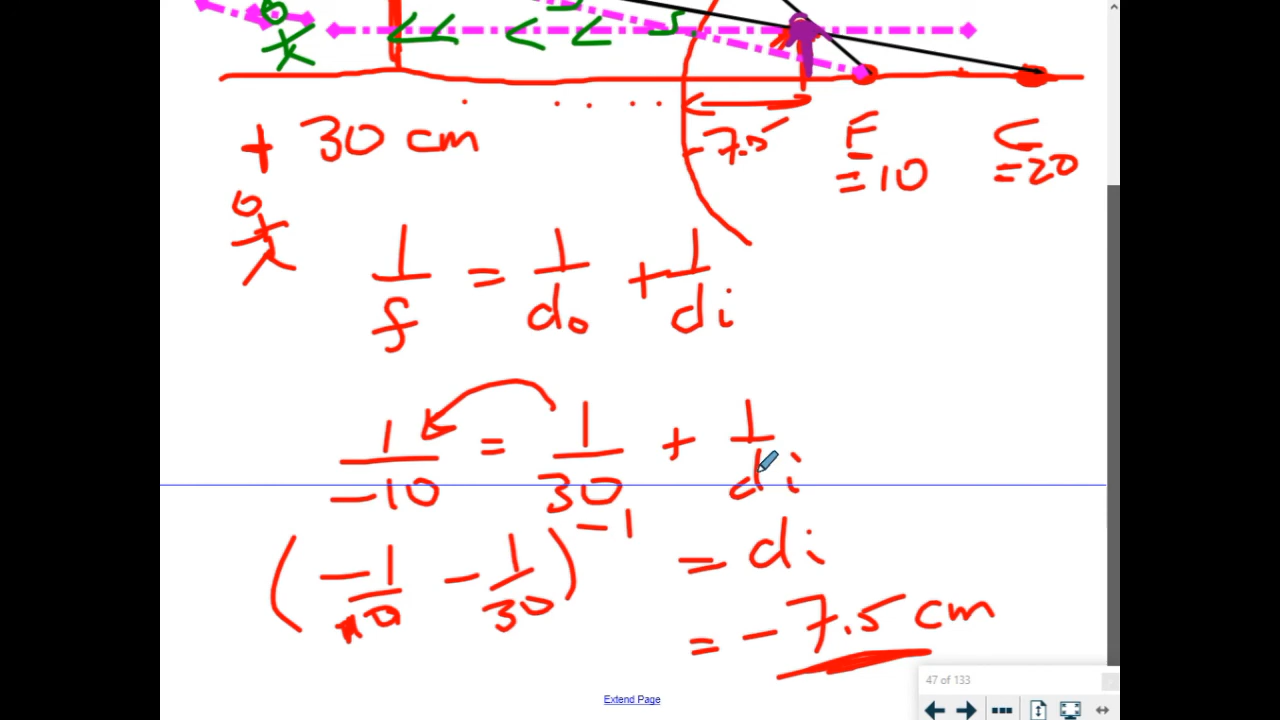 - 7.5
F
C
= 10
= 20
+ 30 cm
1/f = 1/do + 1/di
1/-10 = 1/30 + 1/di
(-1/10 - 1/30)-1 = di
= - 7.5 cm
47 of 133
Extend Page